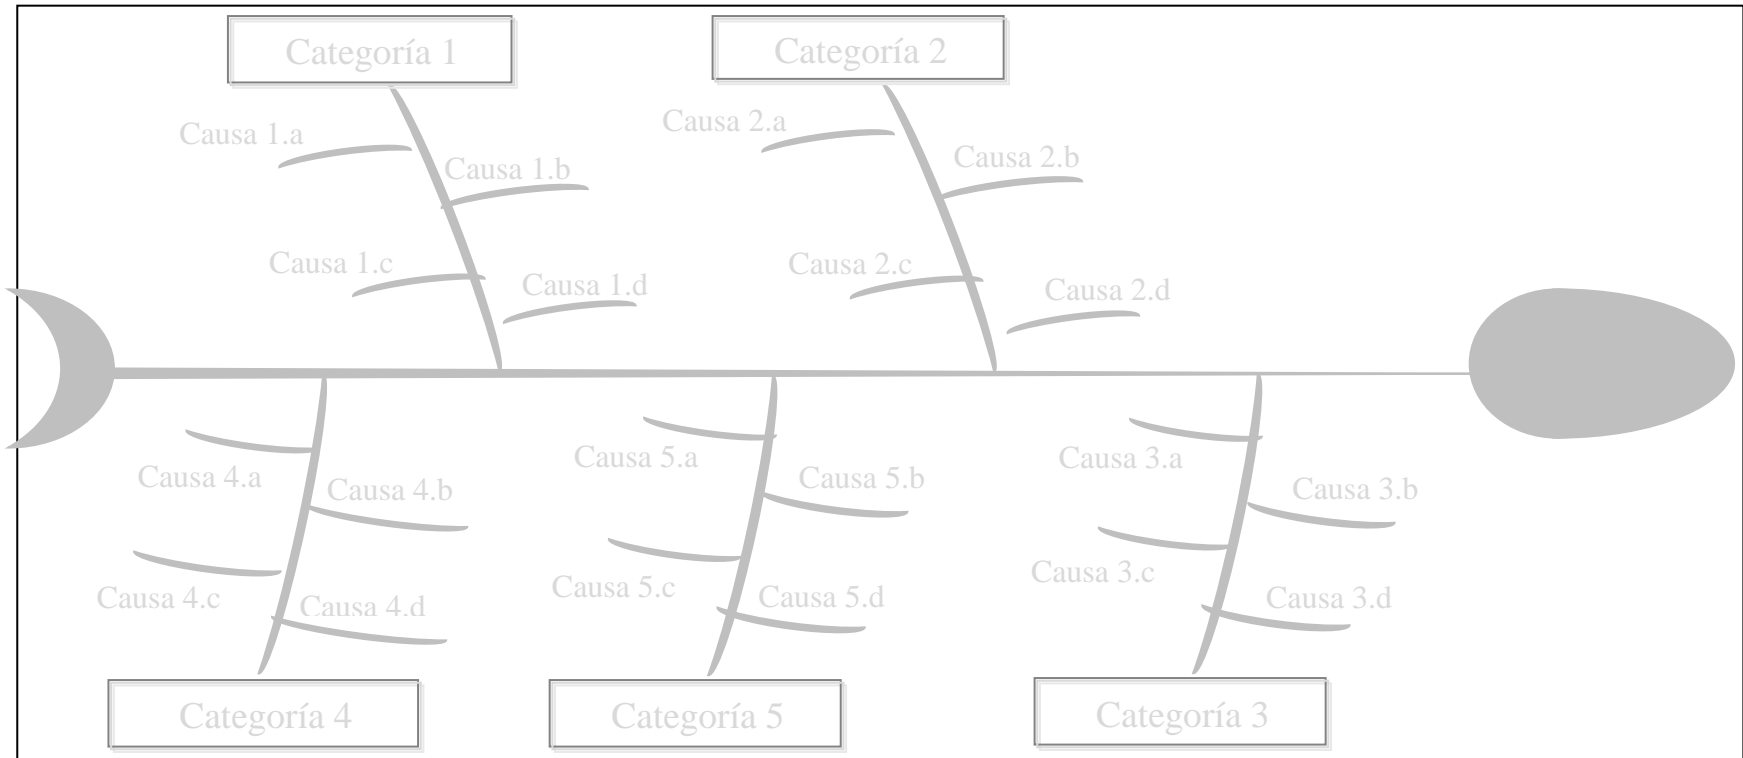 Categoría 1
Categoría 2
Causa 1.a
Causa 1.b
Causa 1.c
Causa 1.d
Causa 2.a
Causa 2.b
Causa 2.c
Causa 2.d
Causa 4.a
Causa 4.b
Causa 4.c
Causa 4.d
Causa 5.a
Causa 5.b
Causa 5.c
Causa 5.d
Causa 3.a
Causa 3.b
Causa 3.c
Causa 3.d
Categoría 4
Categoría 5
Categoría 3